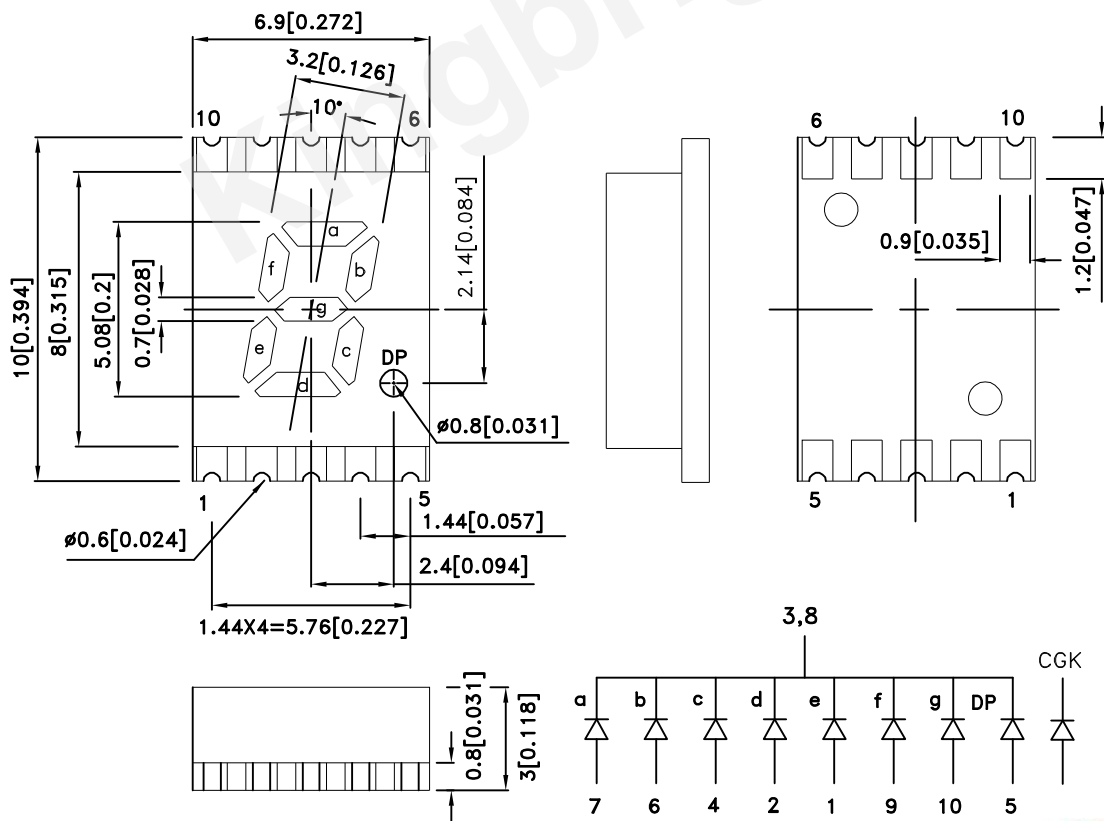 6.9[0.272]
3.2[0.126]
10°
10
6
10[0.394]
8[0.315]
5.08[0.2]
0.7[0.028]
2.14[0.084]
a
f
b
g
e
c
d
DP
ø0.8[0.031]
1
5
ø0.6[0.024]
1.44[0.057]
2.4[0.094]
1.44X4=5.76[0.227]
6
10
0.9[0.035]
1.2[0.047]
5
1
0.8[0.031]
3[0.118]
3,8
CGK
a b c d e f g DP
7 6 4 2 1 9 10 5